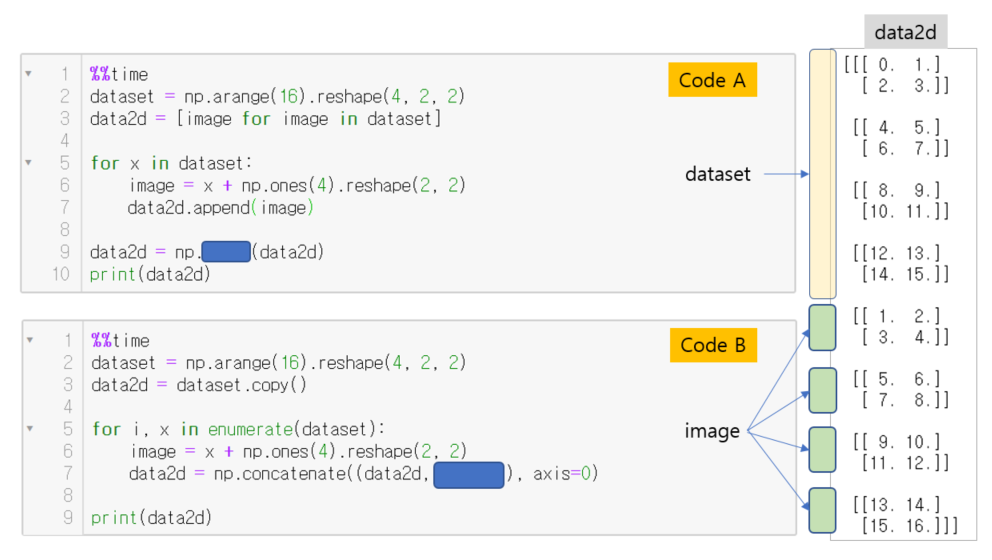 data2d
Code A
1 %%time
2 dataset = np.arange(16).reshape(4, 2, 2)
3 data2d = [image for image in dataset]
4
5 for x in dataset:
6 image = x + np.ones(4).reshape(2, 2)
7 data2d.append(image)
8
9 data2d = np. (data2d)
10 print(data2d)
Code B
1 %%time
2 dataset = np.arange(16).reshape(4, 2, 2)
3 data2d = dataset.copy()
4
5 for i, x in enumerate(dataset):
6 image = x + np.ones(4).reshape(2, 2)
7 data2d = np.concatenate((data2d, ), axis=0)
8
9 print(data2d)
dataset
image
[[[ 0. 1.]
[ 2. 3.]]
[[ 4. 5.]
[ 6. 7.]]
[[ 8. 9.]
[10. 11.]]
[[12. 13.]
[14. 15.]]
[[ 1. 2.]
[ 3. 4.]]
[[ 5. 6.]
[ 7. 8.]]
[[ 9. 10.]
[11. 12.]]
[[13. 14.]
[15. 16.]]]